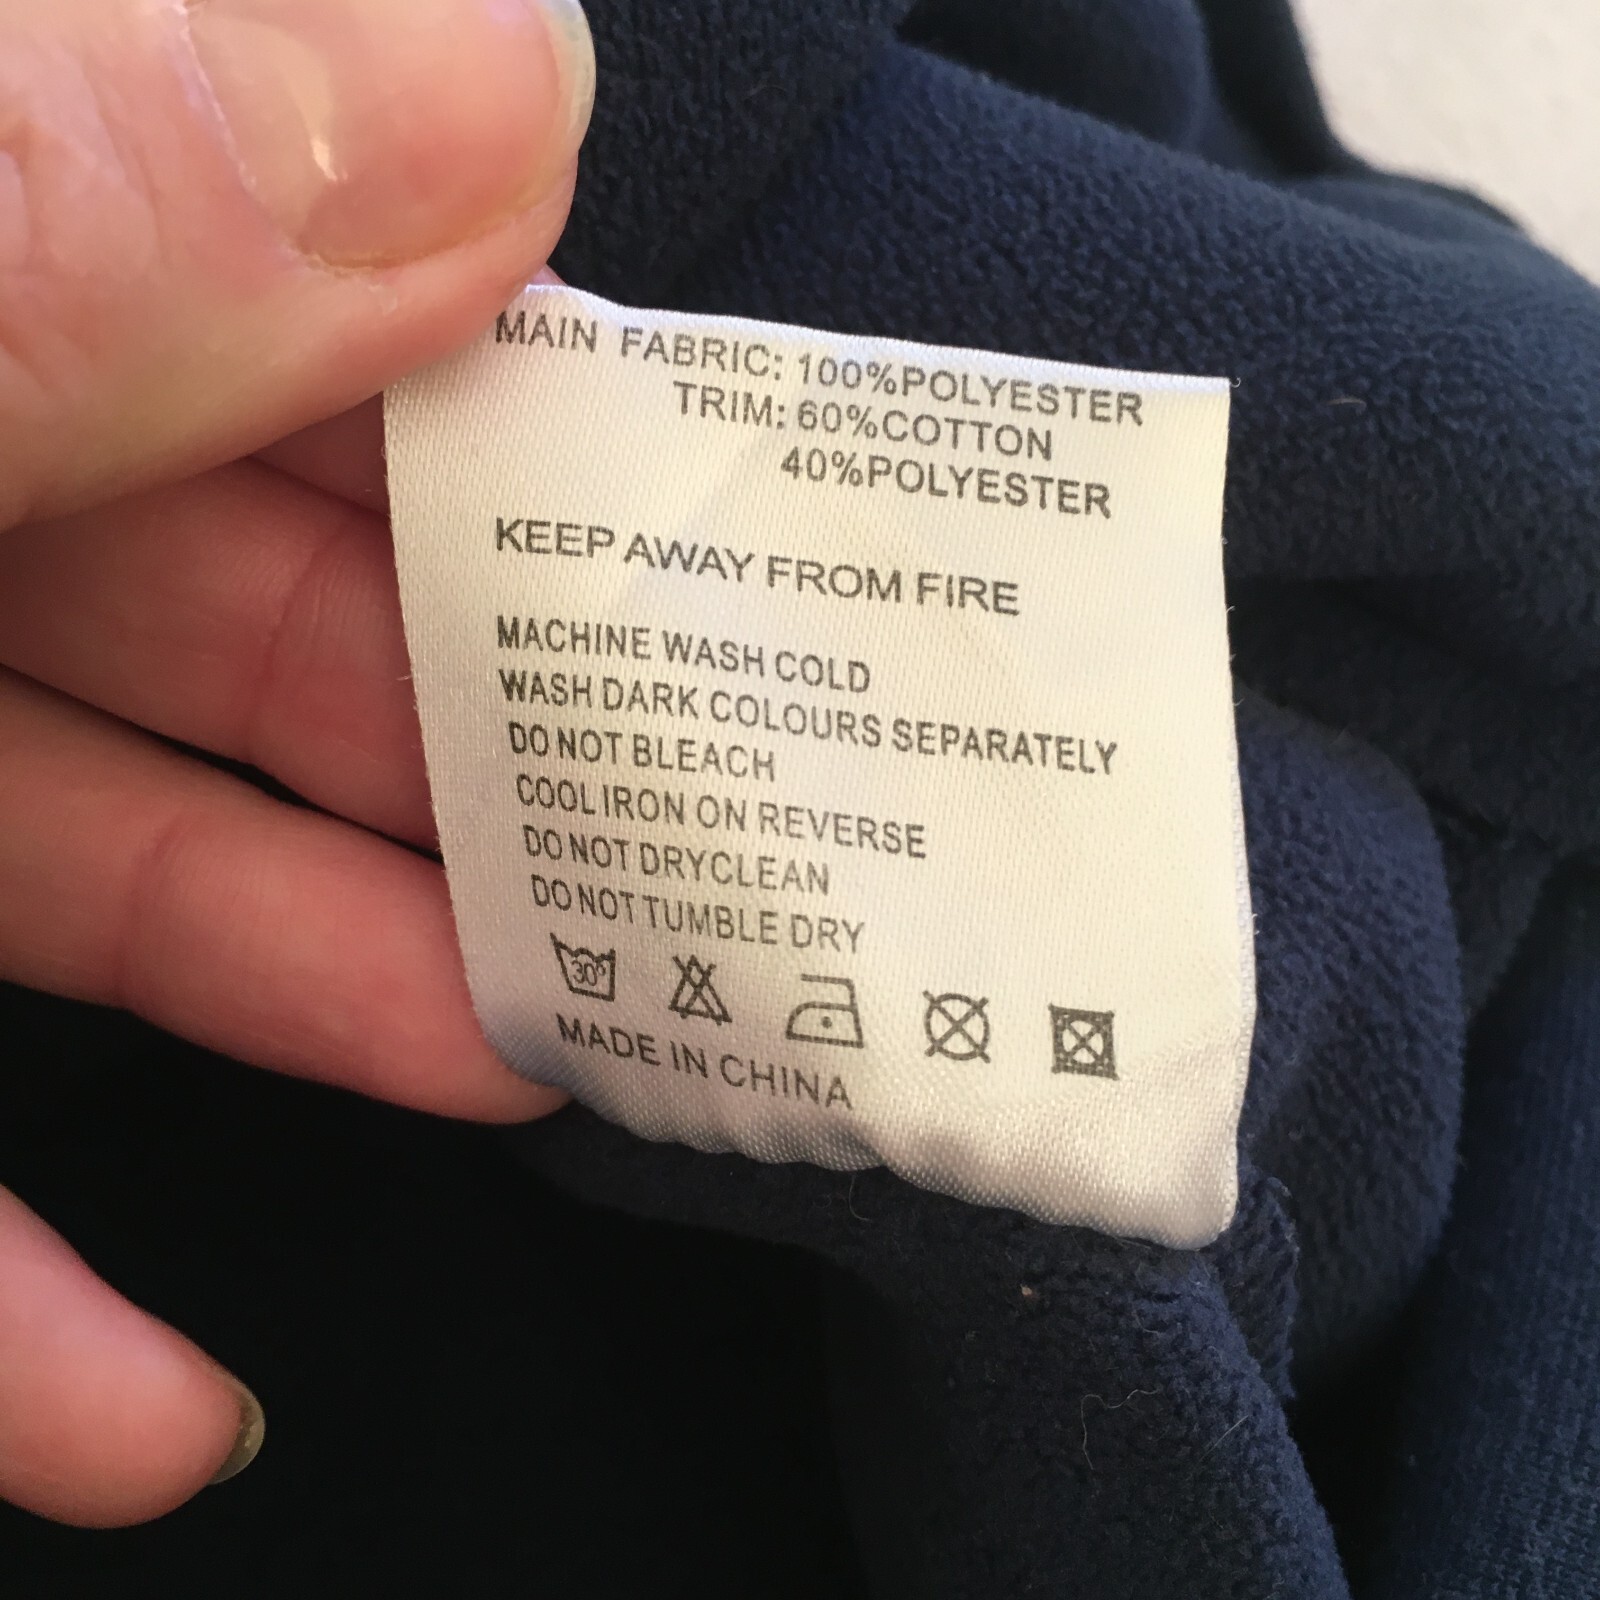 MAIN FABRIC: 100%POLYESTER
TRIM: 60%COTTON
40%POLYESTER
KEEP AWAY FROM FIRE
MACHINE WASH COLD
WASH DARK COLOURS SEPARATELY
DO NOT BLEACH
COOL IRON ON REVERSE
DO NOT DRYCLEAN
DO NOT TUMBLE DRY
30°
MADE IN CHINA